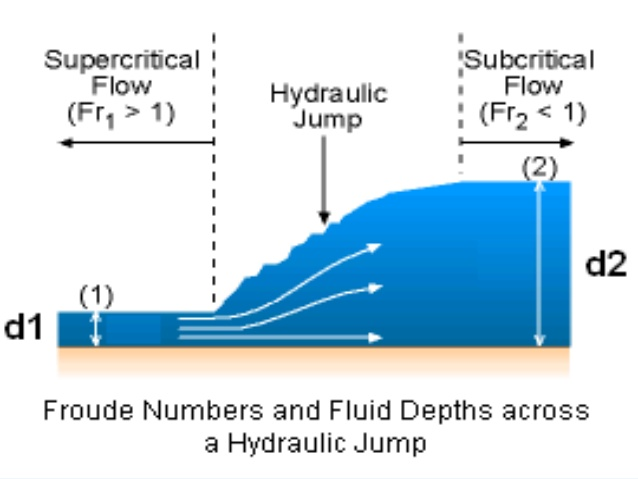 Supercritical
Flow
(Fr₁ > 1)
Hydraulic
Jump
Subcritical
Flow
(Fr₂ < 1)
(2)
d2
(1)
d1
Froude Numbers and Fluid Depths across
a Hydraulic Jump